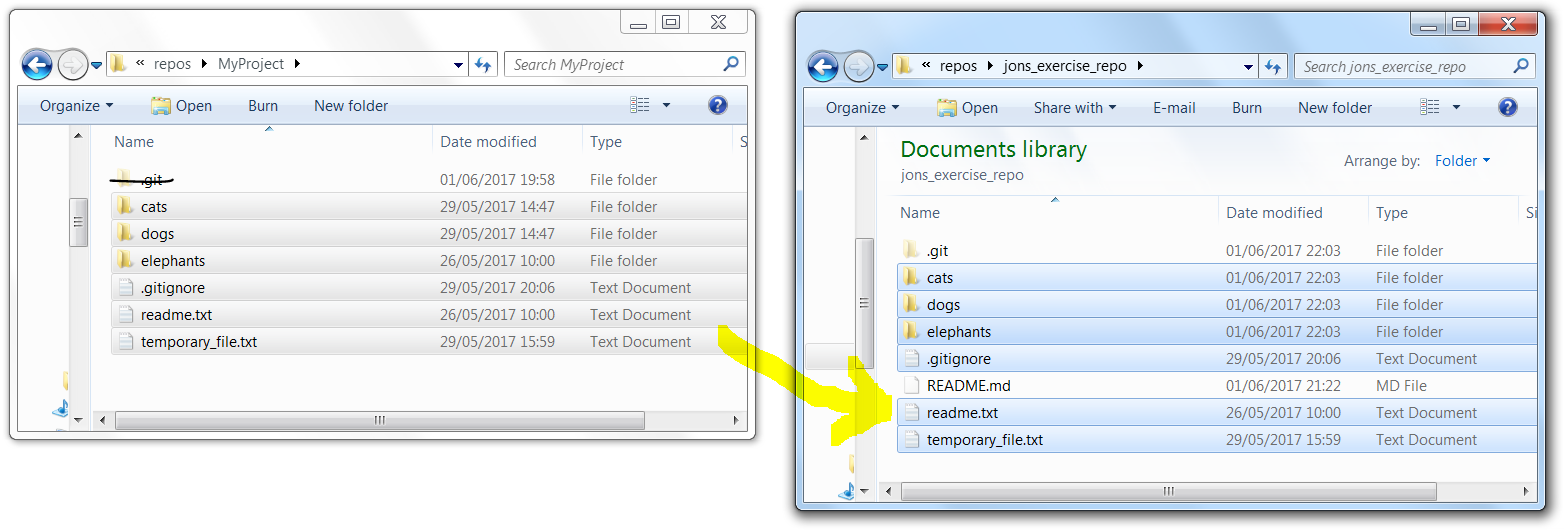 « repos MyProject
Search MyProject
Organize Open Burn New folder
Name Date modified Type S
.git 01/06/2017 19:58 File folder
cats 29/05/2017 14:47 File folder
dogs 29/05/2017 14:47 File folder
elephants 26/05/2017 10:00 File folder
.gitignore 29/05/2017 20:06 Text Document
readme.txt 26/05/2017 10:00 Text Document
temporary_file.txt 29/05/2017 15:59 Text Document
« repos jons_exercise_repo
Search jons_exercise_repo
Organize Open Share with E-mail Burn New folder
Documents library
jons_exercise_repo
Arrange by: Folder
Name Date modified Type Si
.git 01/06/2017 22:03 File folder
cats 01/06/2017 22:03 File folder
dogs 01/06/2017 22:03 File folder
elephants 01/06/2017 22:03 File folder
.gitignore 29/05/2017 20:06 Text Document
README.md 01/06/2017 21:22 MD File
readme.txt 26/05/2017 10:00 Text Document
temporary_file.txt 29/05/2017 15:59 Text Document